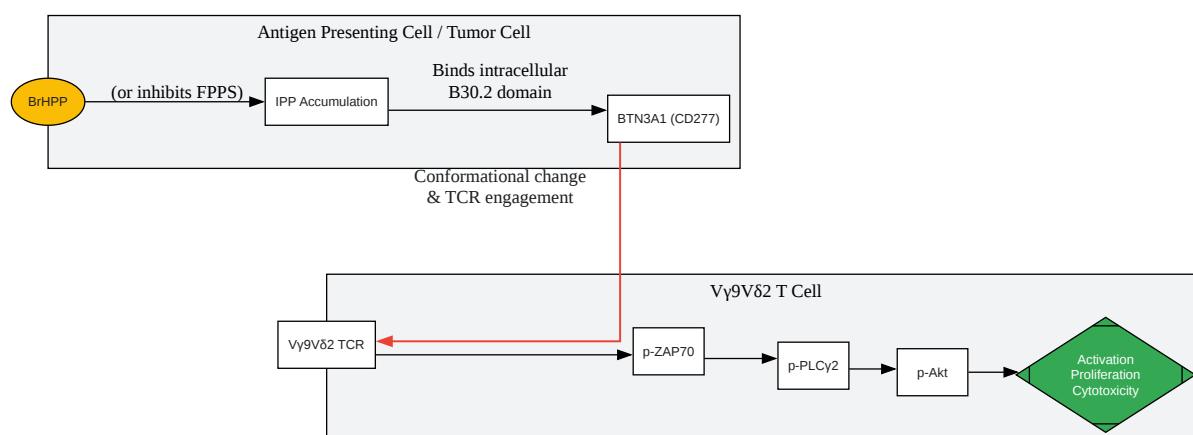 Antigen Presenting Cell / Tumor Cell
BrHPP
(or inhibits FPPS)
IPP Accumulation
Binds intracellular
B30.2 domain
BTN3A1 (CD277)
Conformational change
& TCR engagement
Vγ9Vδ2 T Cell
Vγ9Vδ2 TCR
p-ZAP70
p-PLCγ2
p-Akt
Activation
Proliferation
Cytotoxicity